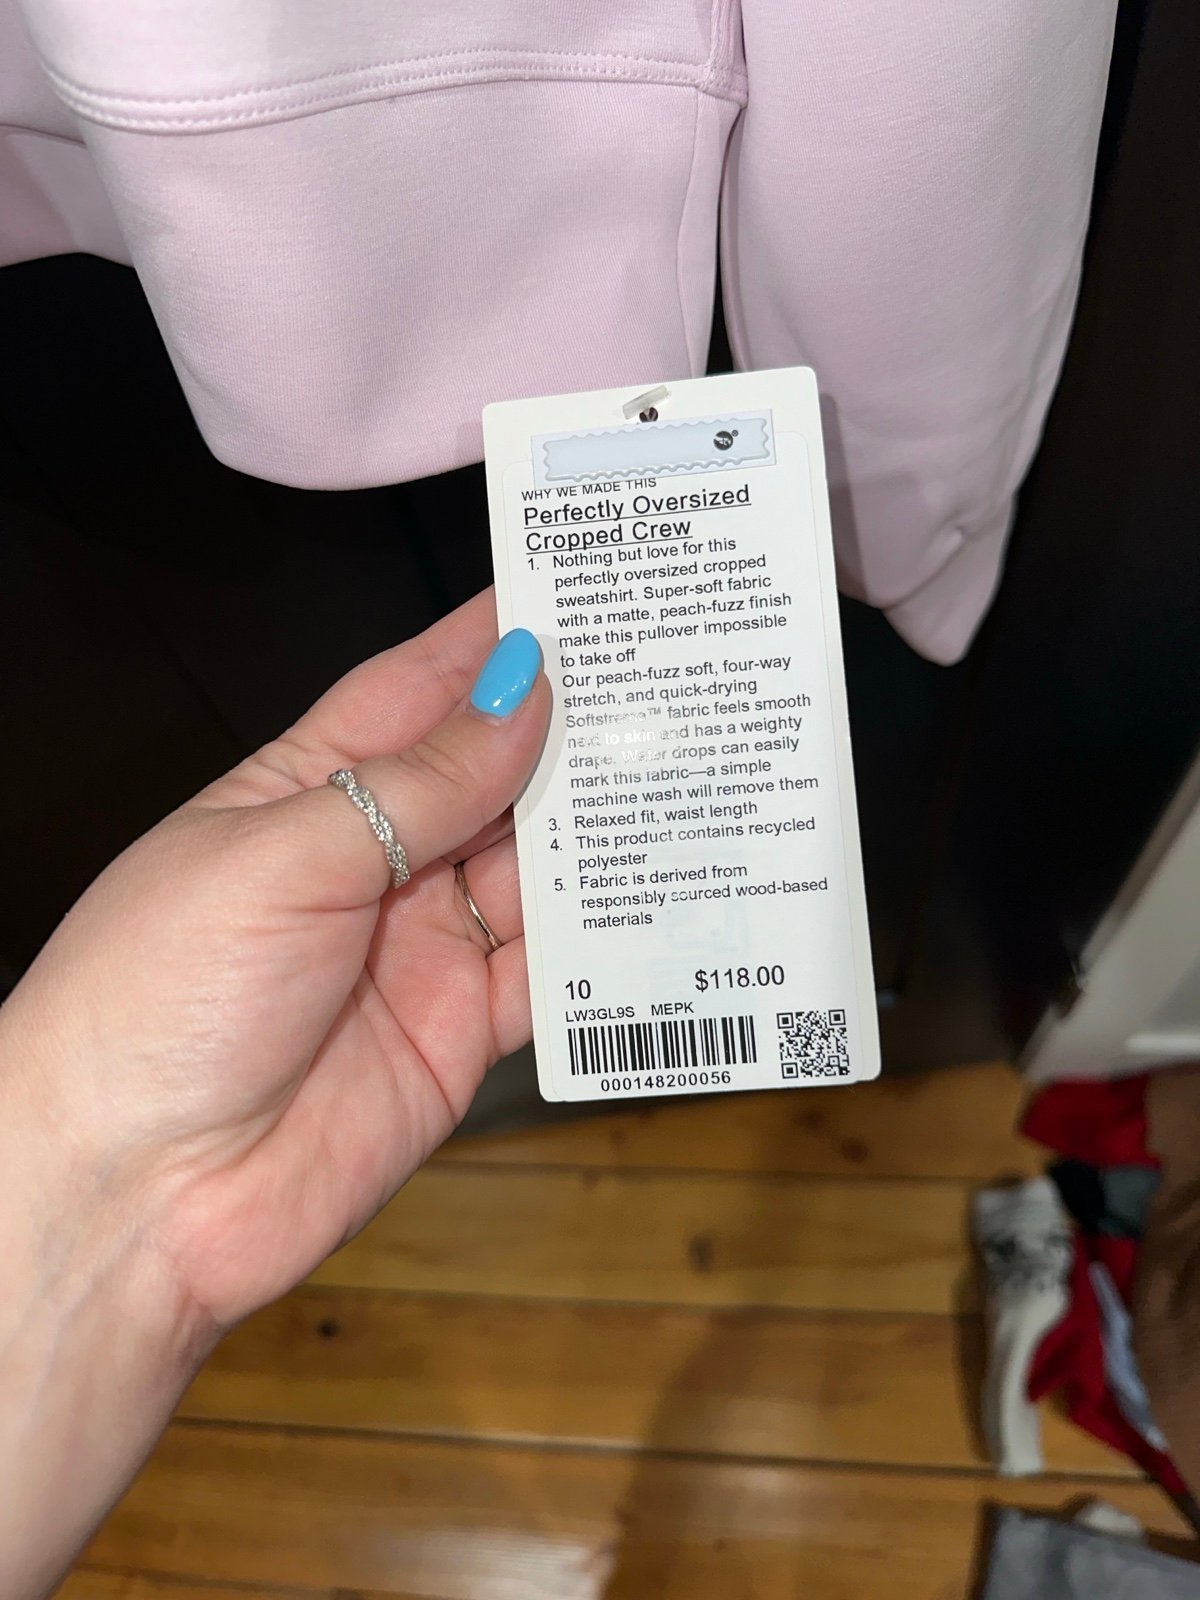 WHY WE MADE THIS
Perfectly Oversized
Cropped Crew
1. Nothing but love for this
perfectly oversized cropped
sweatshirt. Super-soft fabric
with a matte, peach-fuzz finish
make this pullover impossible
to take off
Our peach-fuzz soft, four-way
stretch, and quick-drying
Softstreme™ fabric feels smooth
next to skin and has a weighty
drape. Water drops can easily
mark this fabric—a simple
machine wash will remove them
3. Relaxed fit, waist length
4. This product contains recycled
polyester
5. Fabric is derived from
responsibly sourced wood-based
materials
10 $118.00
LW3GL9S MEPK
000148200056